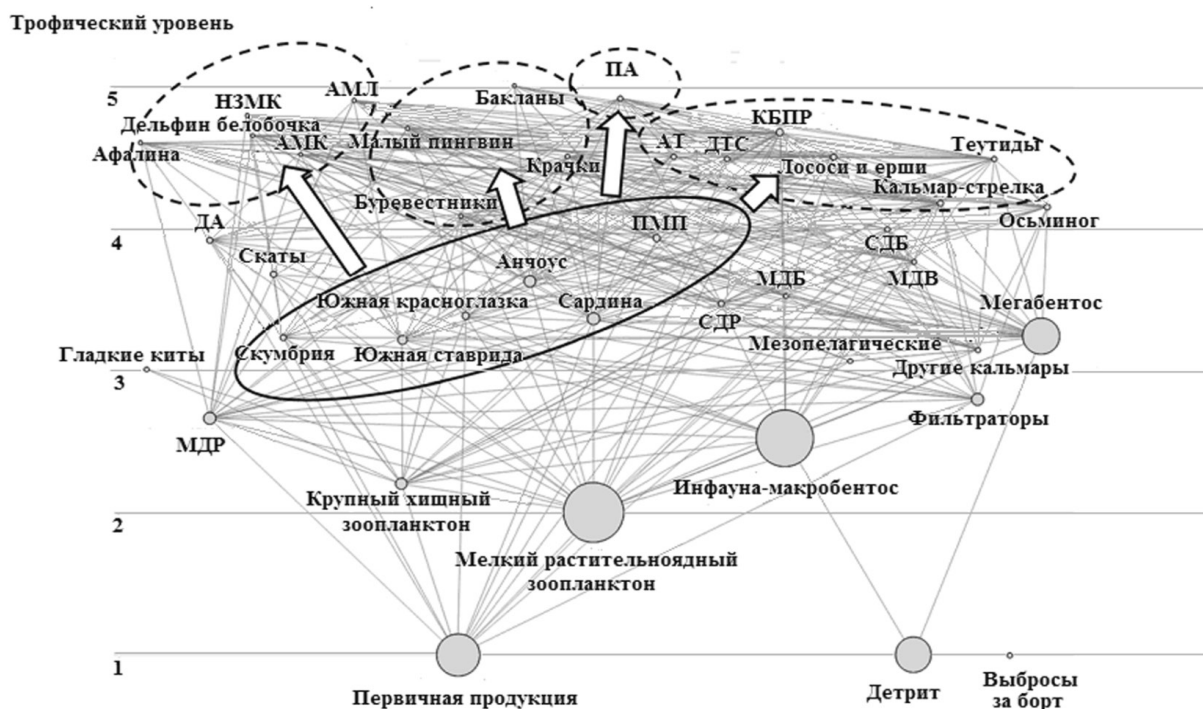 Трофический уровень
ПА
5
АМЛ
Бакланы
НЗМК
КБПР
Дельфин белобочка
Малый пингвин
Афалина
АМК
Крачки
АТ
ДТС
Теутиды
Лососи и ерши
Кальмар-стрелка
Буревестники
Осьминог
ДА
ПМП
4
СДБ
Скаты
Анчоус
МДБ
МДВ
Южная красноглазка
Сардина
Мегабентос
СДР
Гладкие киты
Скумбрия
Южная ставрида
Мезопелагические
Другие кальмары
3
Фильтраторы
МДР
Крупный хищный
зоопланктон
Инфауна-макробентос
2
Мелкий растительноядный
зоопланктон
1
Первичная продукция
Детрит
Выбросы
за борт